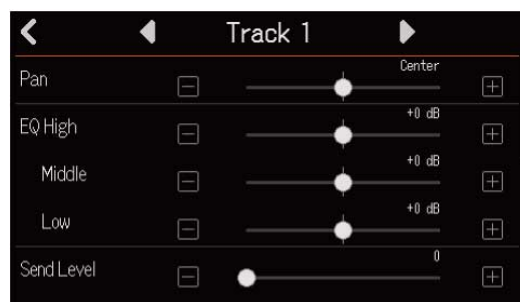 Track 1
Center
Pan
+0 dB
EQ High
+0 dB
Middle
+0 dB
Low
0
Send Level